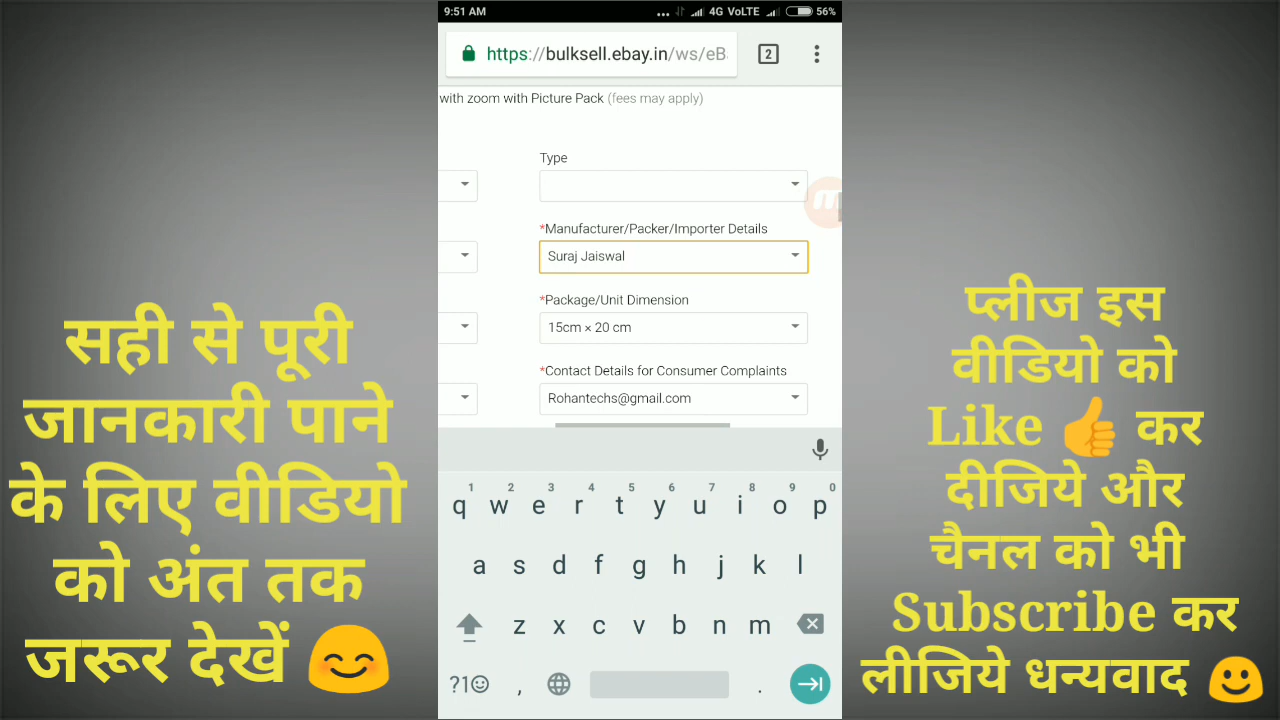 सही से पूरी
जानकारी पाने
के लिए वीडियो
को अंत तक
जरूर देखें 😊
9:51 AM
... 4G VoLTE 56%
https://bulksell.ebay.in/ws/eB
2
with zoom with Picture Pack (fees may apply)
Type
*Manufacturer/Packer/Importer Details
Suraj Jaiswal
*Package/Unit Dimension
15cm × 20 cm
*Contact Details for Consumer Complaints
Rohantechs@gmail.com
1 2 3 4 5 6 7 8 9 0
q w e r t y u i o p
a s d f g h j k l
z x c v b n m
?1☺ , .
प्लीज इस
वीडियो को
Like 👍 कर
दीजिये और
चैनल को भी
Subscribe कर
लीजिये धन्यवाद 🙂